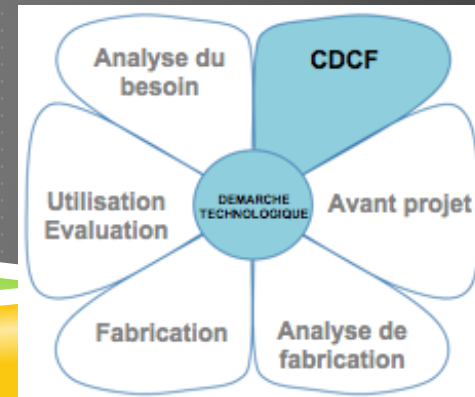 Analyse du
besoin
CDCF
Utilisation
Evaluation
DEMARCHE
TECHNOLOGIQUE
Avant projet
Fabrication
Analyse de
fabrication